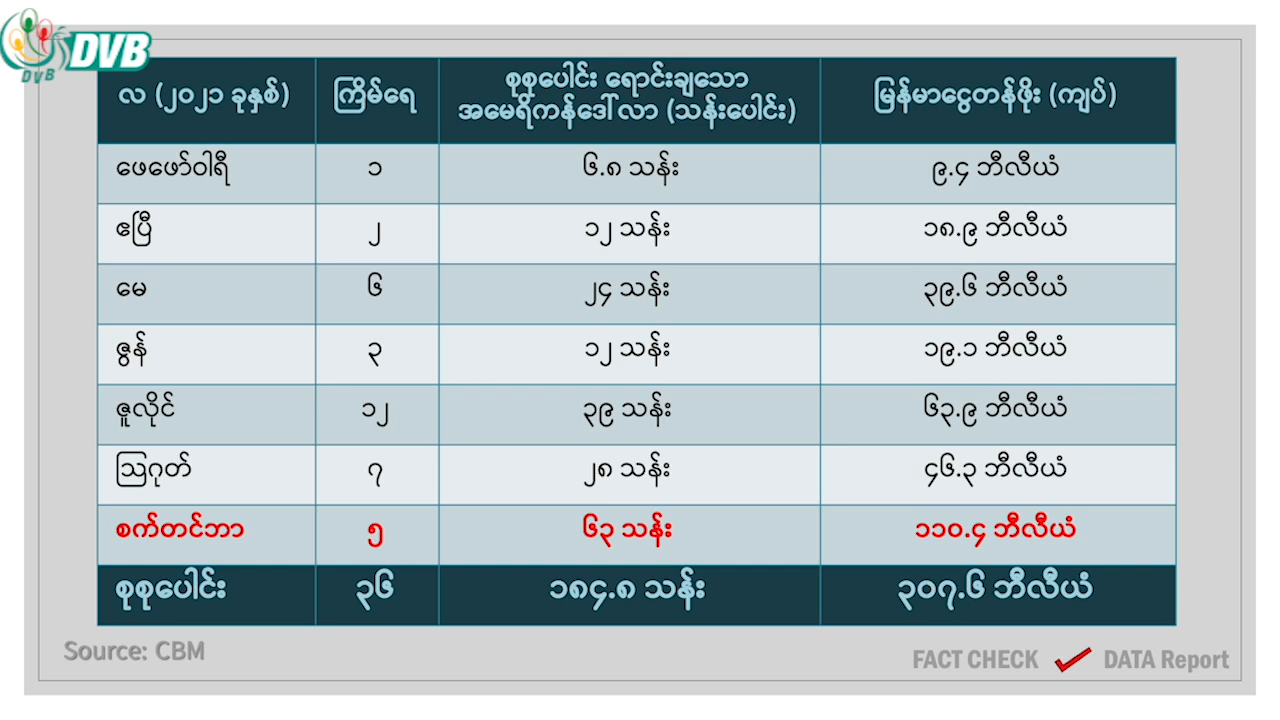 DVB
DVB
လ (၂၀၂၁ ခုနှစ်) ကြိမ်ရေ စုစုပေါင်း ရောင်းချသော အမေရိကန်ဒေါ်လာ (သန်းပေါင်း) မြန်မာငွေတန်ဖိုး (ကျပ်)
ဖေဖော်ဝါရီ ၁ ၆.၈ သန်း ၉.၄ ဘီလီယံ
ဧပြီ ၂ ၁၂ သန်း ၁၈.၉ ဘီလီယံ
မေ ၆ ၂၄ သန်း ၃၉.၆ ဘီလီယံ
ဇွန် ၃ ၁၂ သန်း ၁၉.၁ ဘီလီယံ
ဇူလိုင် ၁၂ ၃၉ သန်း ၆၃.၉ ဘီလီယံ
ဩဂုတ် ၇ ၂၈ သန်း ၄၆.၃ ဘီလီယံ
စက်တင်ဘာ ၅ ၆၃ သန်း ၁၁၀.၄ ဘီလီယံ
စုစုပေါင်း ၃၆ ၁၈၄.၈ သန်း ၃၀၇.၆ ဘီလီယံ
Source: CBM
FACT CHECK DATA Report